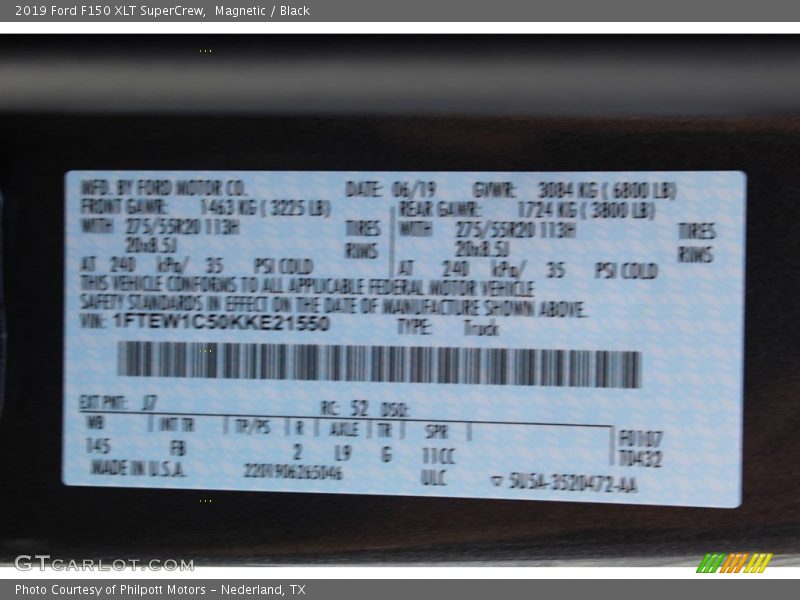 2019 Ford F150 XLT SuperCrew, Magnetic / Black
MFD. BY FORD MOTOR CO. DATE: 06/19 GVWR: 3084 KG ( 6800 LB)
FRONT GAWR: 1463 KG ( 3225 LB) REAR GAWR: 1724 KG ( 3800 LB)
WITH 275/55R20 113H TIRES WITH 275/55R20 113H TIRES
20x8.5J RIMS 20x8.5J RIMS
AT 240 kPa/ 35 PSI COLD AT 240 kPa/ 35 PSI COLD
THIS VEHICLE CONFORMS TO ALL APPLICABLE FEDERAL MOTOR VEHICLE
SAFETY STANDARDS IN EFFECT ON THE DATE OF MANUFACTURE SHOWN ABOVE.
VIN: 1FTEW1C50KKE21550 TYPE: Truck
EXT PNT: J7 RC: 52 DSO:
WB INT TR TP/PS R AXLE TR SPR F0107
145 FB 2 L9 G 11CC T0432
MADE IN U.S.A. 2201906265046 ULC ▽ 5U5A-3520472-AA
GTCARLOT.COM
Photo Courtesy of Philpott Motors - Nederland, TX